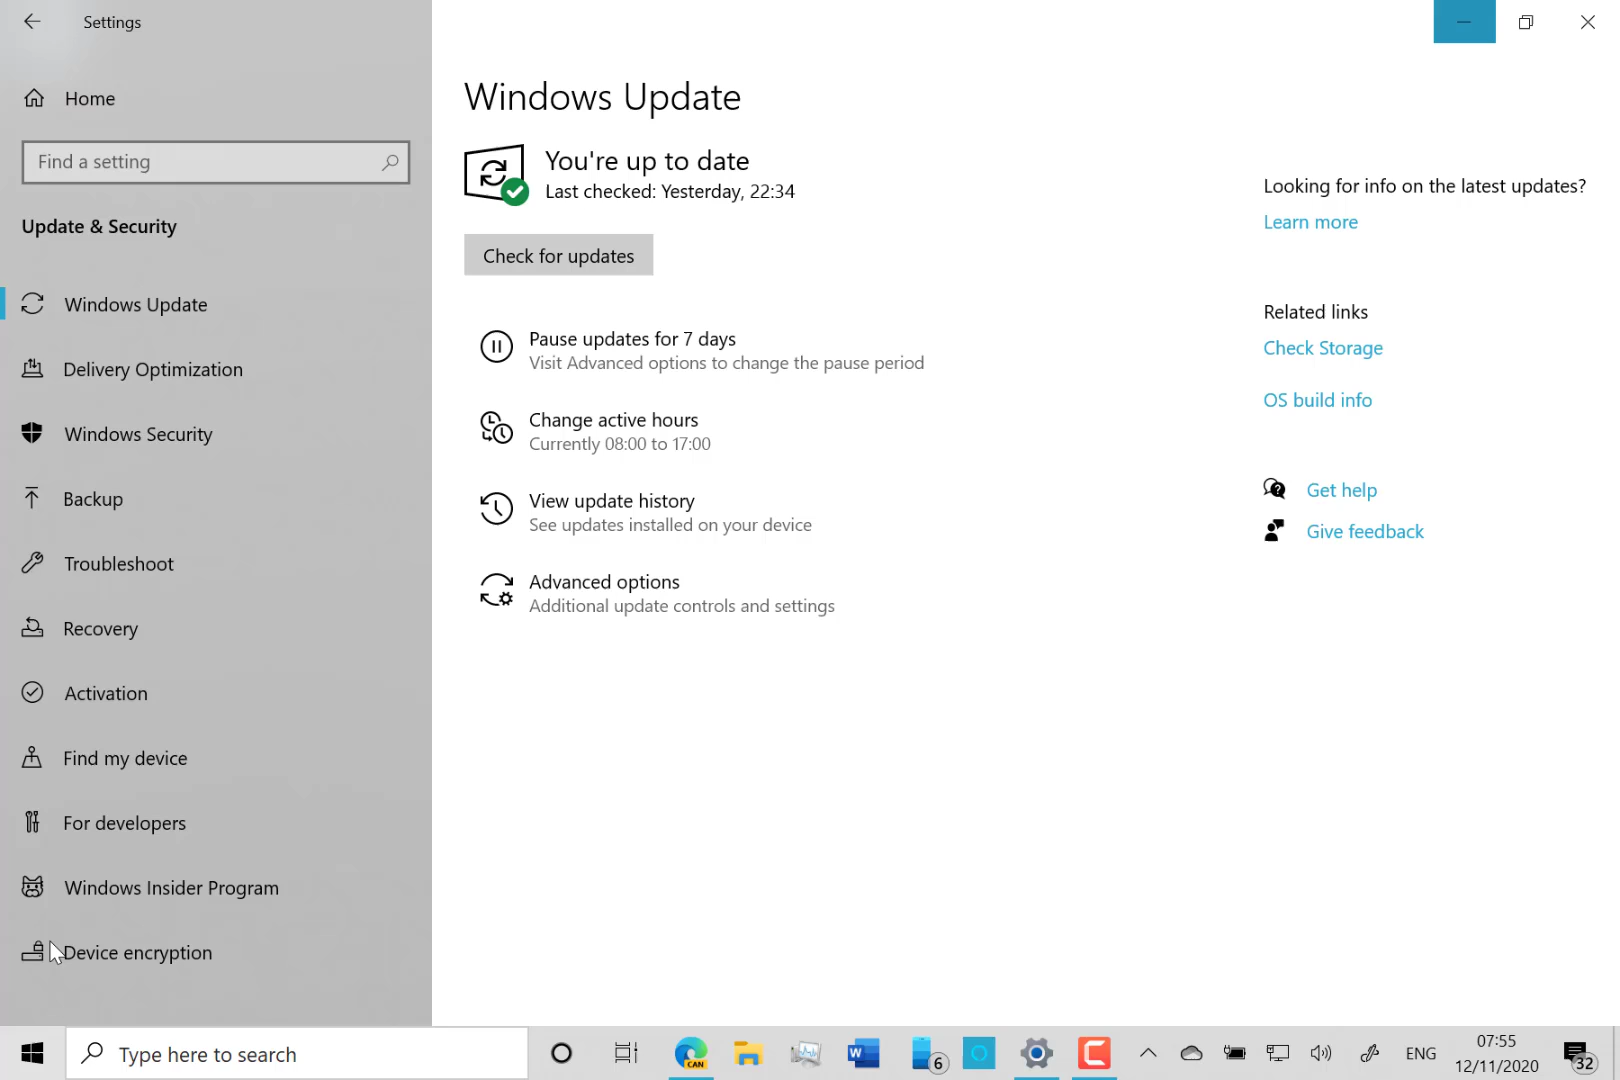 Settings
Home
Find a setting
Update & Security
Windows Update
Delivery Optimization
Windows Security
Backup
Troubleshoot
Recovery
Activation
Find my device
For developers
Windows Insider Program
Device encryption
Windows Update
You're up to date
Last checked: Yesterday, 22:34
Check for updates
Pause updates for 7 days
Visit Advanced options to change the pause period
Change active hours
Currently 08:00 to 17:00
View update history
See updates installed on your device
Advanced options
Additional update controls and settings
Looking for info on the latest updates?
Learn more
Related links
Check Storage
OS build info
Get help
Give feedback
Type here to search
CAN
W
6
ENG
07:55
12/11/2020
32